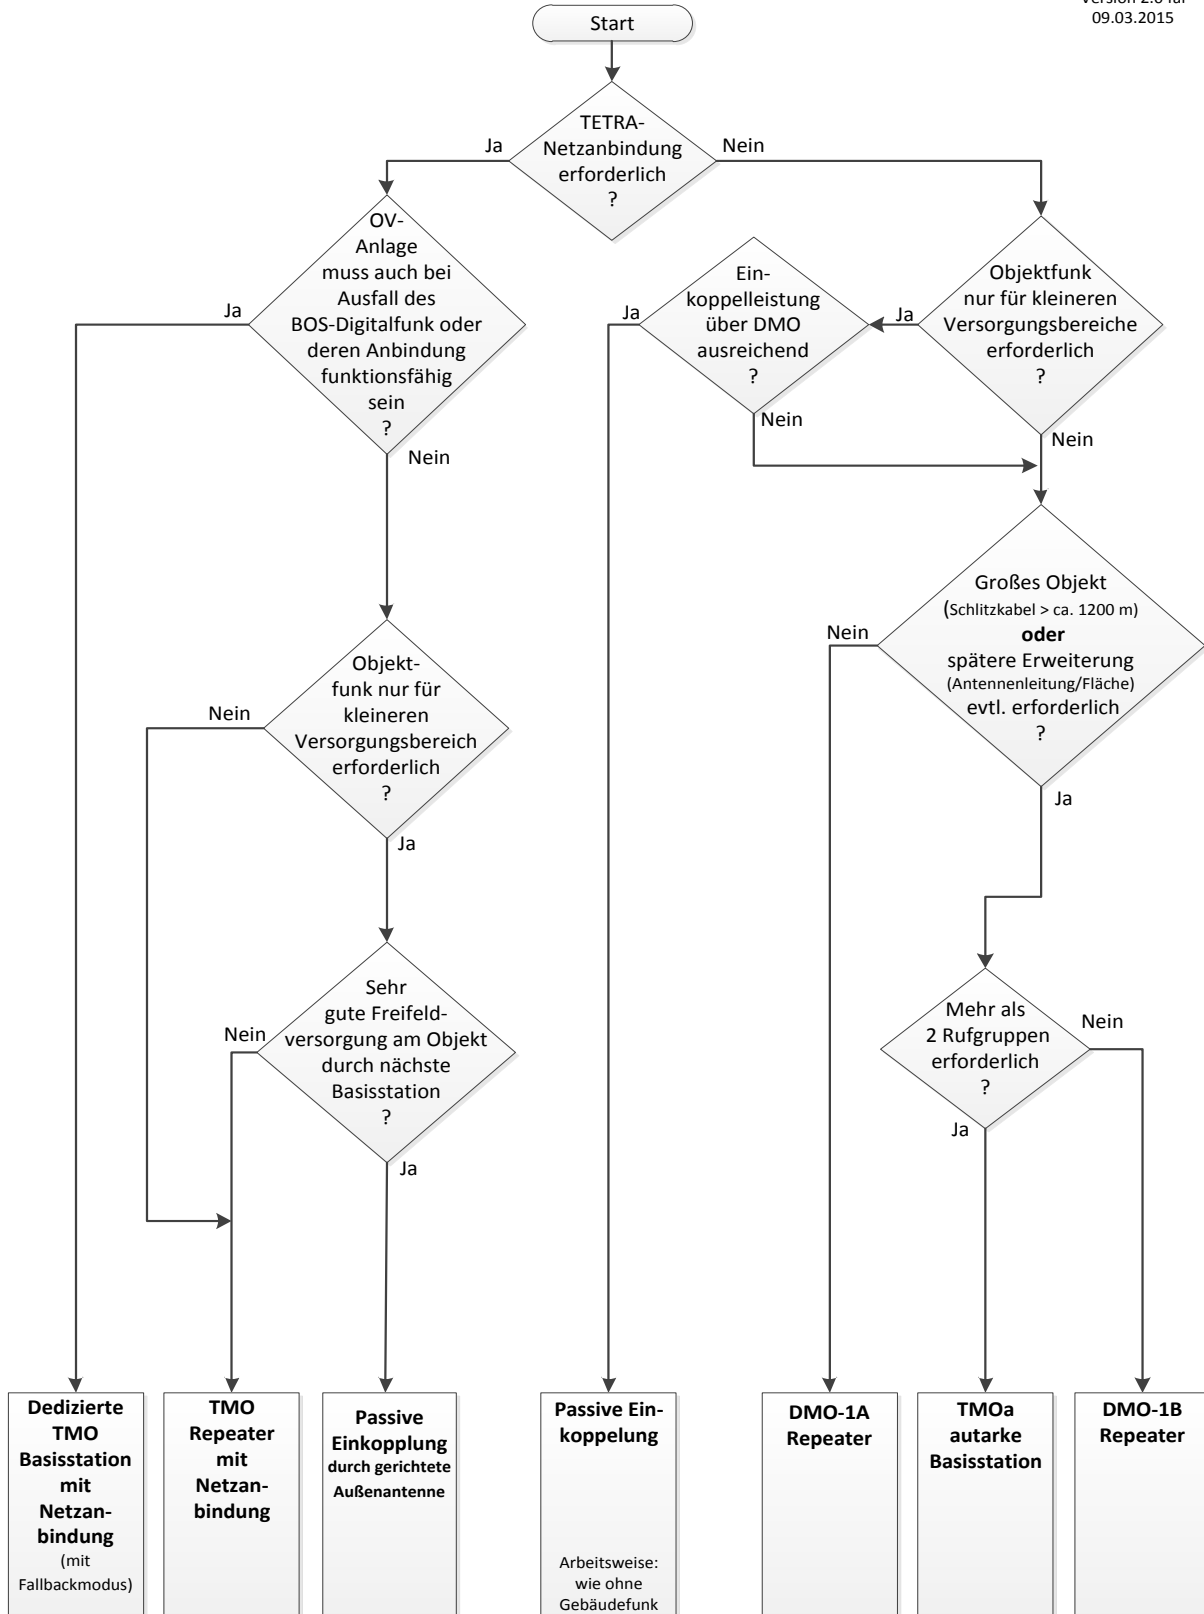 Version 2.0 für
09.03.2015
Start
TETRA-
Netzanbindung
erforderlich
?
Ja
Nein
OV-
Anlage
muss auch bei
Ausfall des
BOS-Digitalfunk oder
deren Anbindung
funktionsfähig
sein
?
Ja
Nein
Ein-
koppelleistung
über DMO
ausreichend
?
Ja
Nein
Objektfunk
nur für kleineren
Versorgungsbereiche
erforderlich
?
Ja
Nein
Großes Objekt
(Schlitzkabel > ca. 1200 m)
oder
spätere Erweiterung
(Antennenleitung/Fläche)
evtl. erforderlich
?
Nein
Ja
Objekt-
funk nur für
kleineren
Versorgungsbereich
erforderlich
?
Nein
Ja
Sehr
gute Freifeld-
versorgung am Objekt
durch nächste
Basisstation
?
Nein
Ja
Mehr als
2 Rufgruppen
erforderlich
?
Nein
Ja
Dedizierte
TMO
Basisstation
mit
Netzan-
bindung
(mit
Fallbackmodus)
TMO
Repeater
mit
Netzan-
bindung
Passive
Einkopplung
durch gerichtete
Außenantenne
Passive Ein-
koppelung
Arbeitsweise:
wie ohne
Gebäudefunk
DMO-1A
Repeater
TMOa
autarke
Basisstation
DMO-1B
Repeater